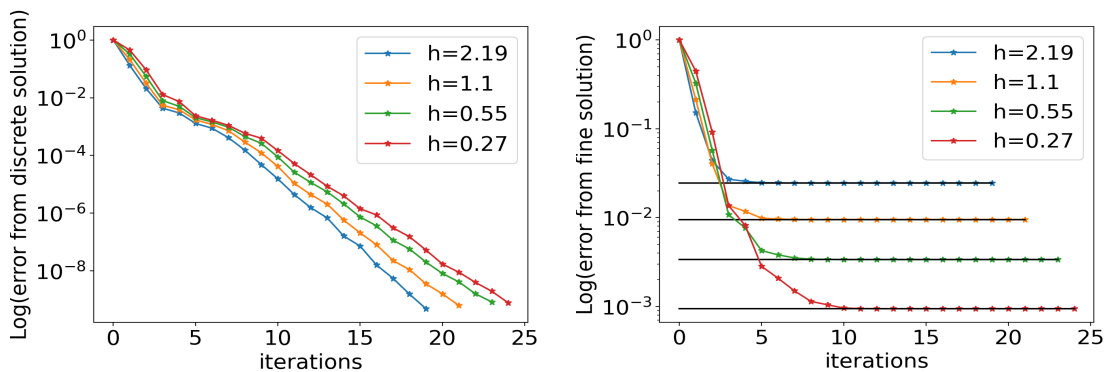 Log(error from discrete solution)
10^0
10^-2
10^-4
10^-6
10^-8
0 5 10 15 20 25
iterations
h=2.19
h=1.1
h=0.55
h=0.27
Log(error from fine solution)
10^0
10^-1
10^-2
10^-3
0 5 10 15 20 25
iterations
h=2.19
h=1.1
h=0.55
h=0.27